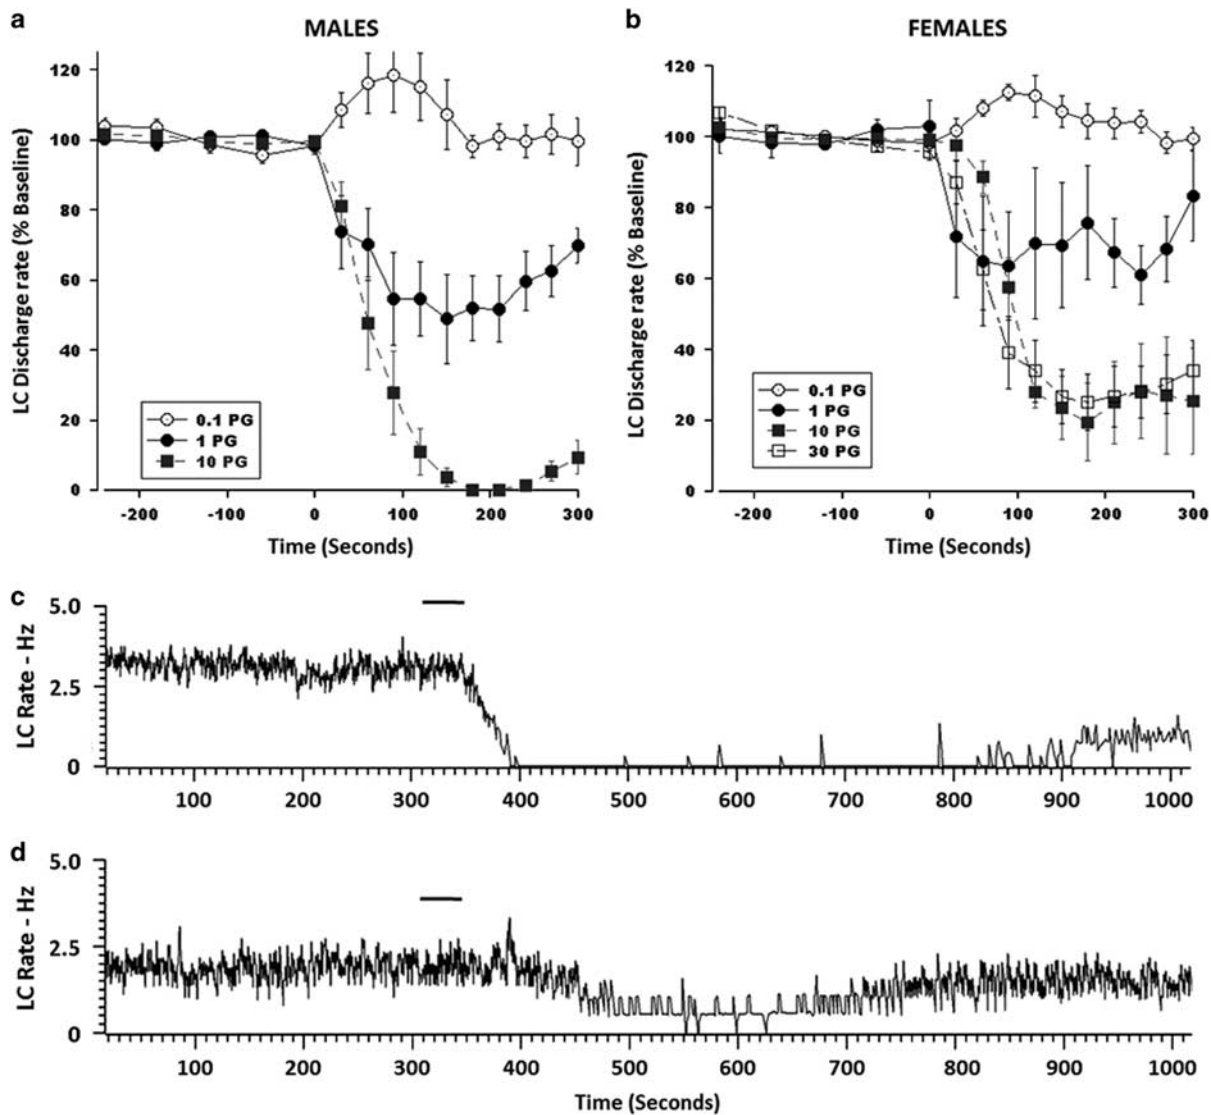 a
MALES
LC Discharge rate (% Baseline)
120
100
80
60
40
20
0
0.1 PG
1 PG
10 PG
-200 -100 0 100 200 300
Time (Seconds)
b
FEMALES
LC Discharge rate (% Baseline)
120
100
80
60
40
20
0
0.1 PG
1 PG
10 PG
30 PG
-200 -100 0 100 200 300
Time (Seconds)
c
LC Rate - Hz
5.0
2.5
0
100 200 300 400 500 600 700 800 900 1000
d
LC Rate - Hz
5.0
2.5
0
100 200 300 400 500 600 700 800 900 1000
Time (Seconds)